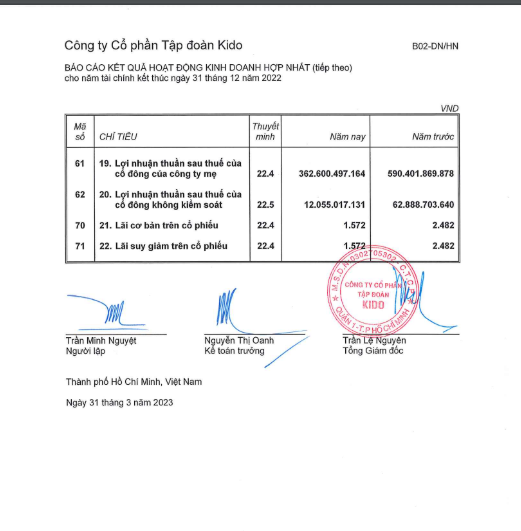 Công ty Cổ phần Tập đoàn Kido B02-DN/HN
BÁO CÁO KẾT QUẢ HOẠT ĐỘNG KINH DOANH HỢP NHẤT (tiếp theo)
cho năm tài chính kết thúc ngày 31 tháng 12 năm 2022
VND
Mã số CHỈ TIÊU Thuyết minh Năm nay Năm trước
61 19. Lợi nhuận thuần sau thuế của
cổ đông của công ty mẹ 22.4 362.600.497.164 590.401.869.878
62 20. Lợi nhuận thuần sau thuế của
cổ đông không kiểm soát 22.5 12.055.017.131 62.888.703.640
70 21. Lãi cơ bản trên cổ phiếu 22.4 1.572 2.482
71 22. Lãi suy giảm trên cổ phiếu 22.4 1.572 2.482
M.S.D.N:0302705302-C.T.C.P
CÔNG TY CỔ PHẦN
TẬP ĐOÀN
KIDO
QUẬN 1-T.P HỒ CHÍ MINH
Trần Minh Nguyệt Nguyễn Thị Oanh Trần Lệ Nguyên
Người lập Kế toán trưởng Tổng Giám đốc
Thành phố Hồ Chí Minh, Việt Nam
Ngày 31 tháng 3 năm 2023